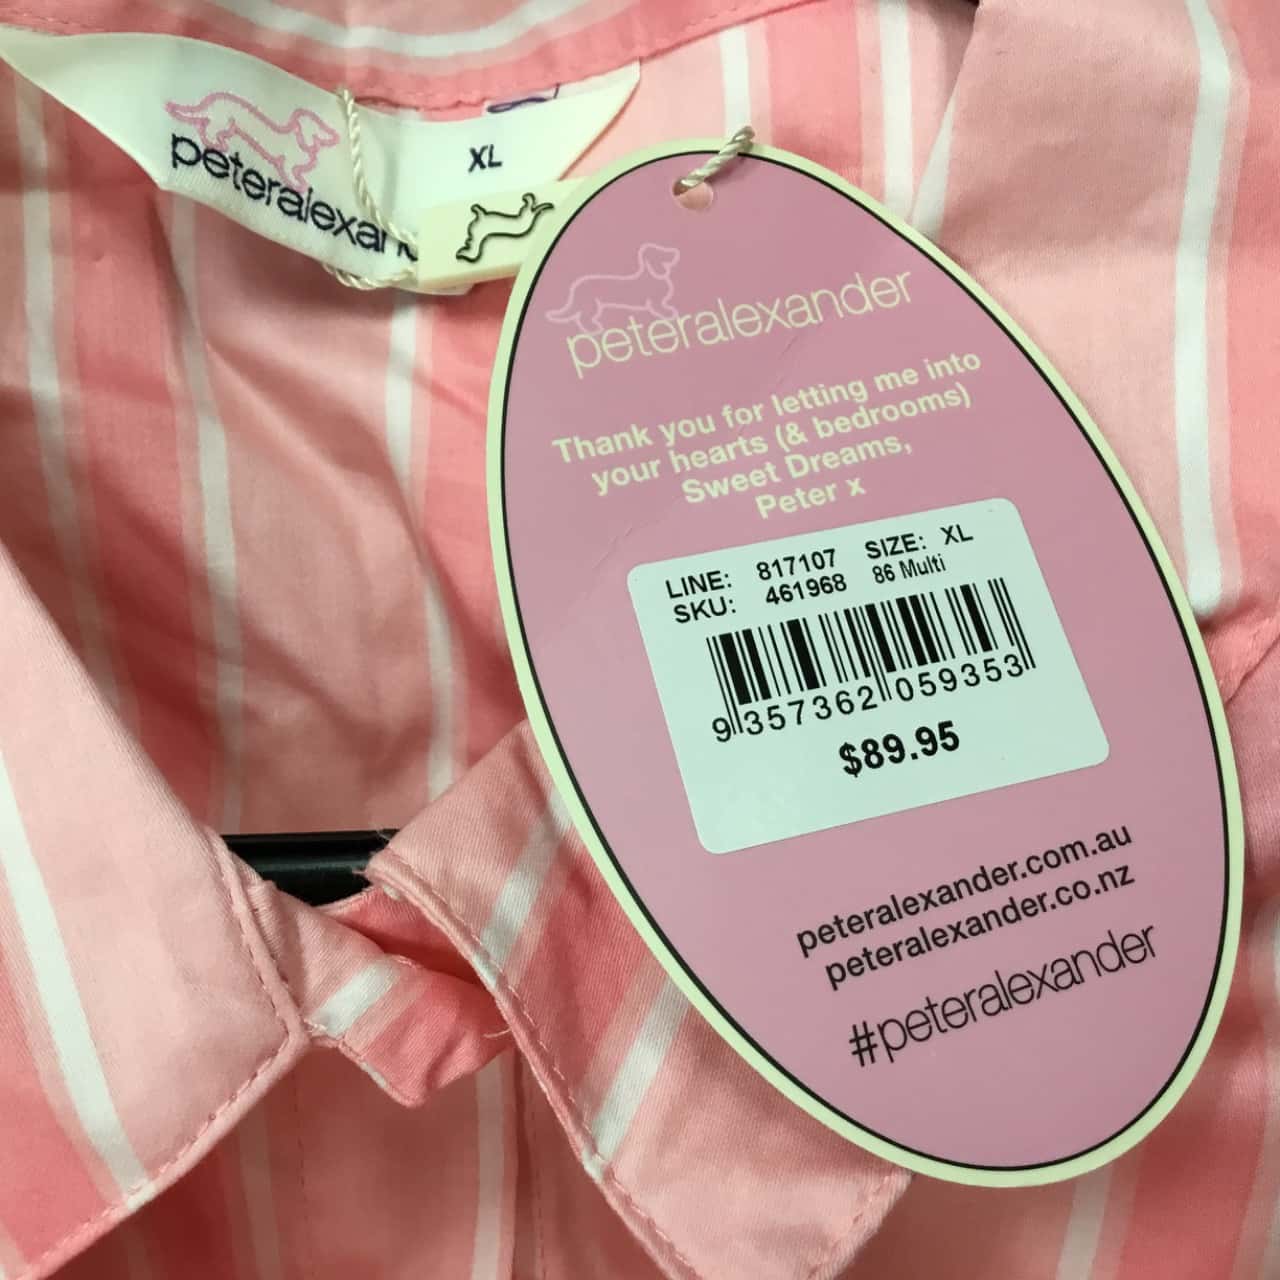 peteralexan
XL
peteralexander
Thank you for letting me into
your hearts (& bedrooms)
Sweet Dreams,
Peter x
LINE: 817107 SIZE: XL
SKU: 461968 86 Multi
9 357362 059353
$89.95
peteralexander.com.au
peteralexander.co.nz
#peteralexander